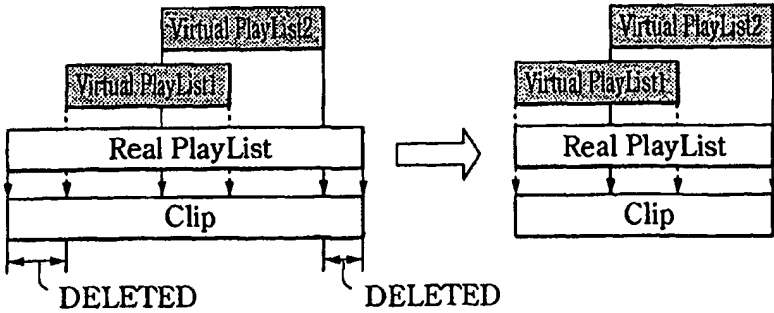 Virtual PlayList2
Virtual PlayList1
Real PlayList
Clip
DELETED
DELETED
Virtual PlayList2
Virtual PlayList1
Real PlayList
Clip